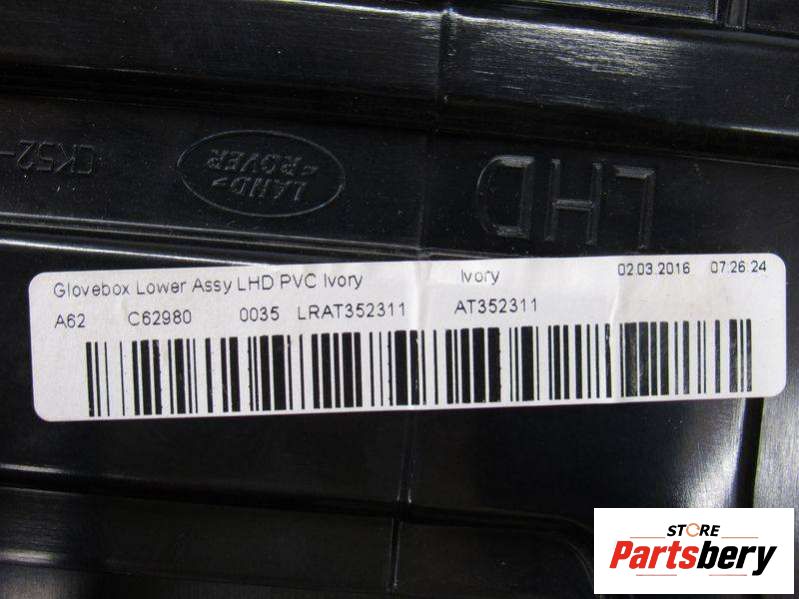 CK52-
LAND-
ROVER
LHD
Glovebox Lower Assy LHD PVC Ivory Ivory 02.03.2016 07:26:24
A62 C62980 0035 LRAT352311 AT352311
STORE
Partsbery